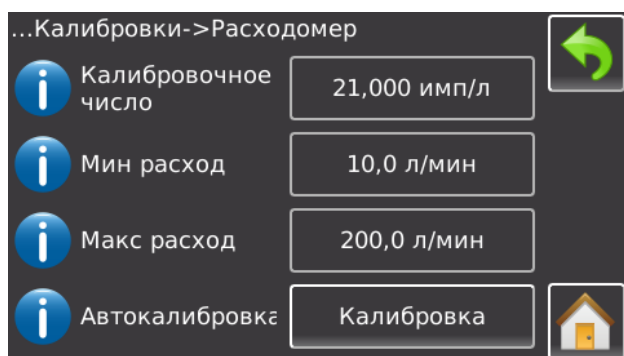 ...Калибровки->Расходомер
Калибровочное
число
21,000 имп/л
Мин расход
10,0 л/мин
Макс расход
200,0 л/мин
Автокалибровка
Калибровка